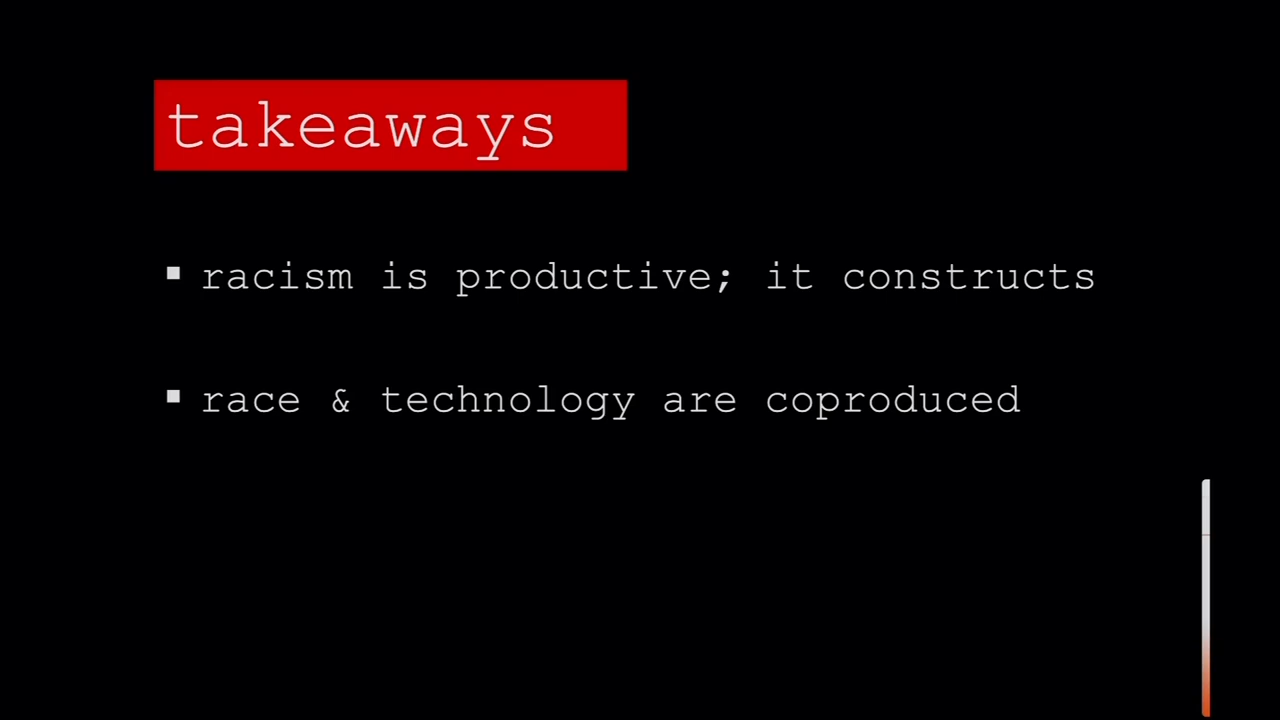 takeaways
▪ racism is productive; it constructs
▪ race & technology are coproduced